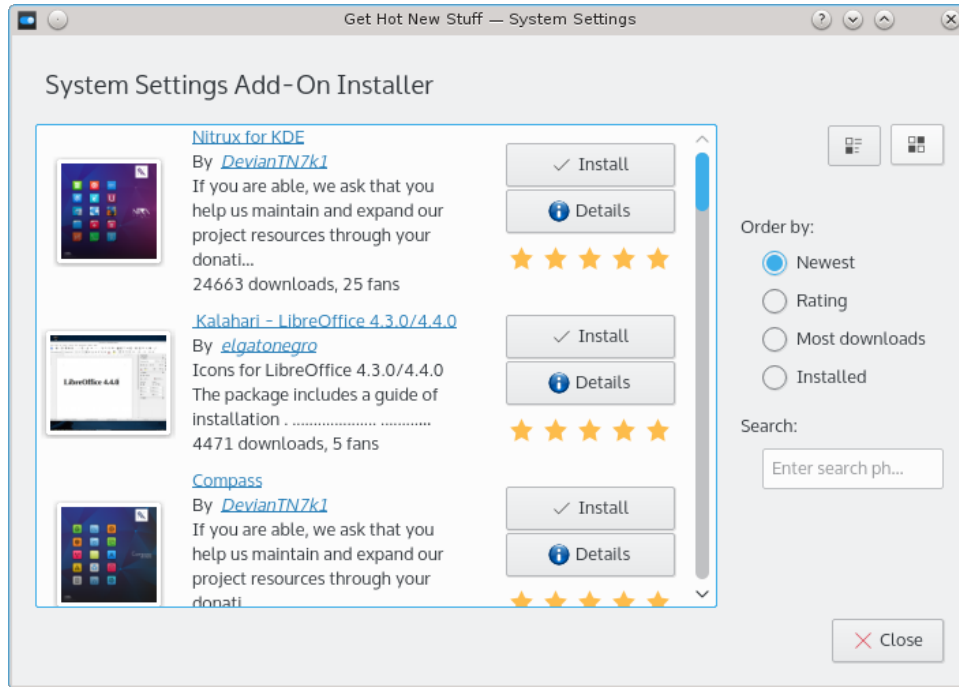 Get Hot New Stuff — System Settings
System Settings Add-On Installer
Nitrux for KDE
By DevianTN7k1
If you are able, we ask that you
help us maintain and expand our
project resources through your
donati...
24663 downloads, 25 fans
Install
Details
Kalahari - LibreOffice 4.3.0/4.4.0
By elgatonegro
Icons for LibreOffice 4.3.0/4.4.0
The package includes a guide of
installation . ..................... ............
4471 downloads, 5 fans
Install
Details
LibreOffice 4.4.0
Compass
By DevianTN7k1
If you are able, we ask that you
help us maintain and expand our
project resources through your
donati
Install
Details
Order by:
Newest
Rating
Most downloads
Installed
Search:
Enter search ph...
Close